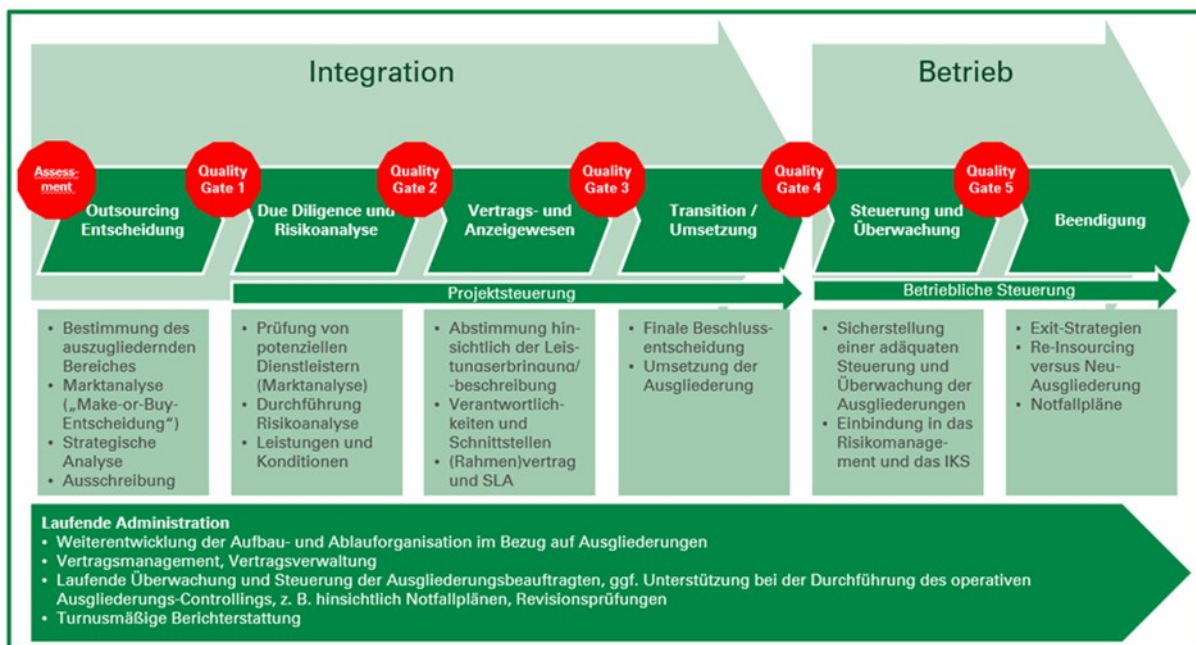 Integration
Betrieb
Assess-
ment
Quality
Gate 1
Quality
Gate 2
Quality
Gate 3
Quality
Gate 4
Quality
Gate 5
Outsourcing
Entscheidung
Due Diligence und
Risikoanalyse
Vertrags- und
Anzeigewesen
Transition /
Umsetzung
Steuerung und
Überwachung
Beendigung
Projektsteuerung
Betriebliche Steuerung
• Bestimmung des
auszugliedernden
Bereiches
• Marktanalyse
(„Make-or-Buy-
Entscheidung“)
• Strategische
Analyse
• Ausschreibung
• Prüfung von
potenziellen
Dienstleistern
(Marktanalyse)
• Durchführung
Risikoanalyse
• Leistungen und
Konditionen
• Abstimmung hin-
sichtlich der Leis-
tungserbringung/
-beschreibung
• Verantwortlich-
keiten und
Schnittstellen
• (Rahmen)vertrag
und SLA
• Finale Beschluss-
entscheidung
• Umsetzung der
Ausgliederung
• Sicherstellung
einer adäquaten
Steuerung und
Überwachung der
Ausgliederungen
• Einbindung in das
Risikomanage-
ment und das IKS
• Exit-Strategien
• Re-Insourcing
versus Neu-
Ausgliederung
• Notfallpläne
Laufende Administration
• Weiterentwicklung der Aufbau- und Ablauforganisation im Bezug auf Ausgliederungen
• Vertragsmanagement, Vertragsverwaltung
• Laufende Überwachung und Steuerung der Ausgliederungsbeauftragten, ggf. Unterstützung bei der Durchführung des operativen
Ausgliederungs-Controllings, z. B. hinsichtlich Notfallplänen, Revisionsprüfungen
• Turnusmäßige Berichterstattung